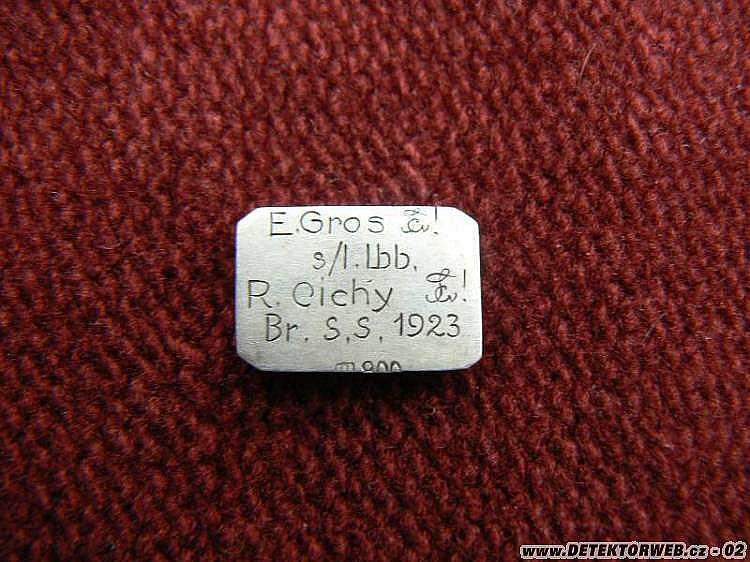 E. Gros
s/l. lbb.
R. Cichy
Br. S. S. 1923
800
www.DETEKTORWEB.cz - 02